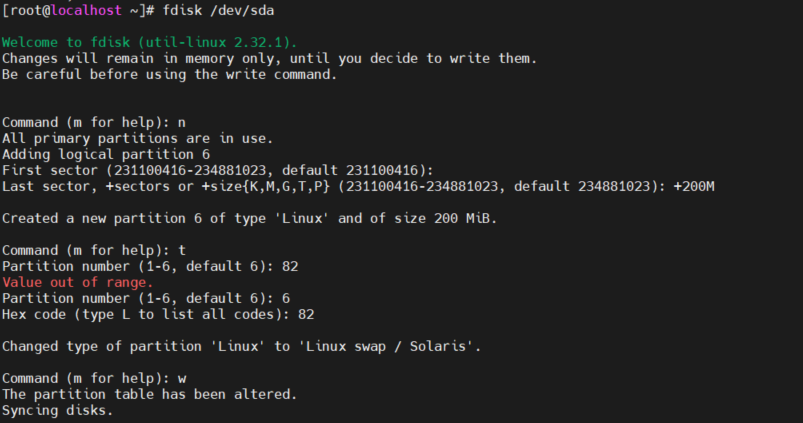 [root@localhost ~]# fdisk /dev/sda
Welcome to fdisk (util-linux 2.32.1).
Changes will remain in memory only, until you decide to write them.
Be careful before using the write command.
Command (m for help): n
All primary partitions are in use.
Adding logical partition 6
First sector (231100416-234881023, default 231100416):
Last sector, +sectors or +size{K,M,G,T,P} (231100416-234881023, default 234881023): +200M
Created a new partition 6 of type 'Linux' and of size 200 MiB.
Command (m for help): t
Partition number (1-6, default 6): 82
Value out of range.
Partition number (1-6, default 6): 6
Hex code (type L to list all codes): 82
Changed type of partition 'Linux' to 'Linux swap / Solaris'.
Command (m for help): w
The partition table has been altered.
Syncing disks.